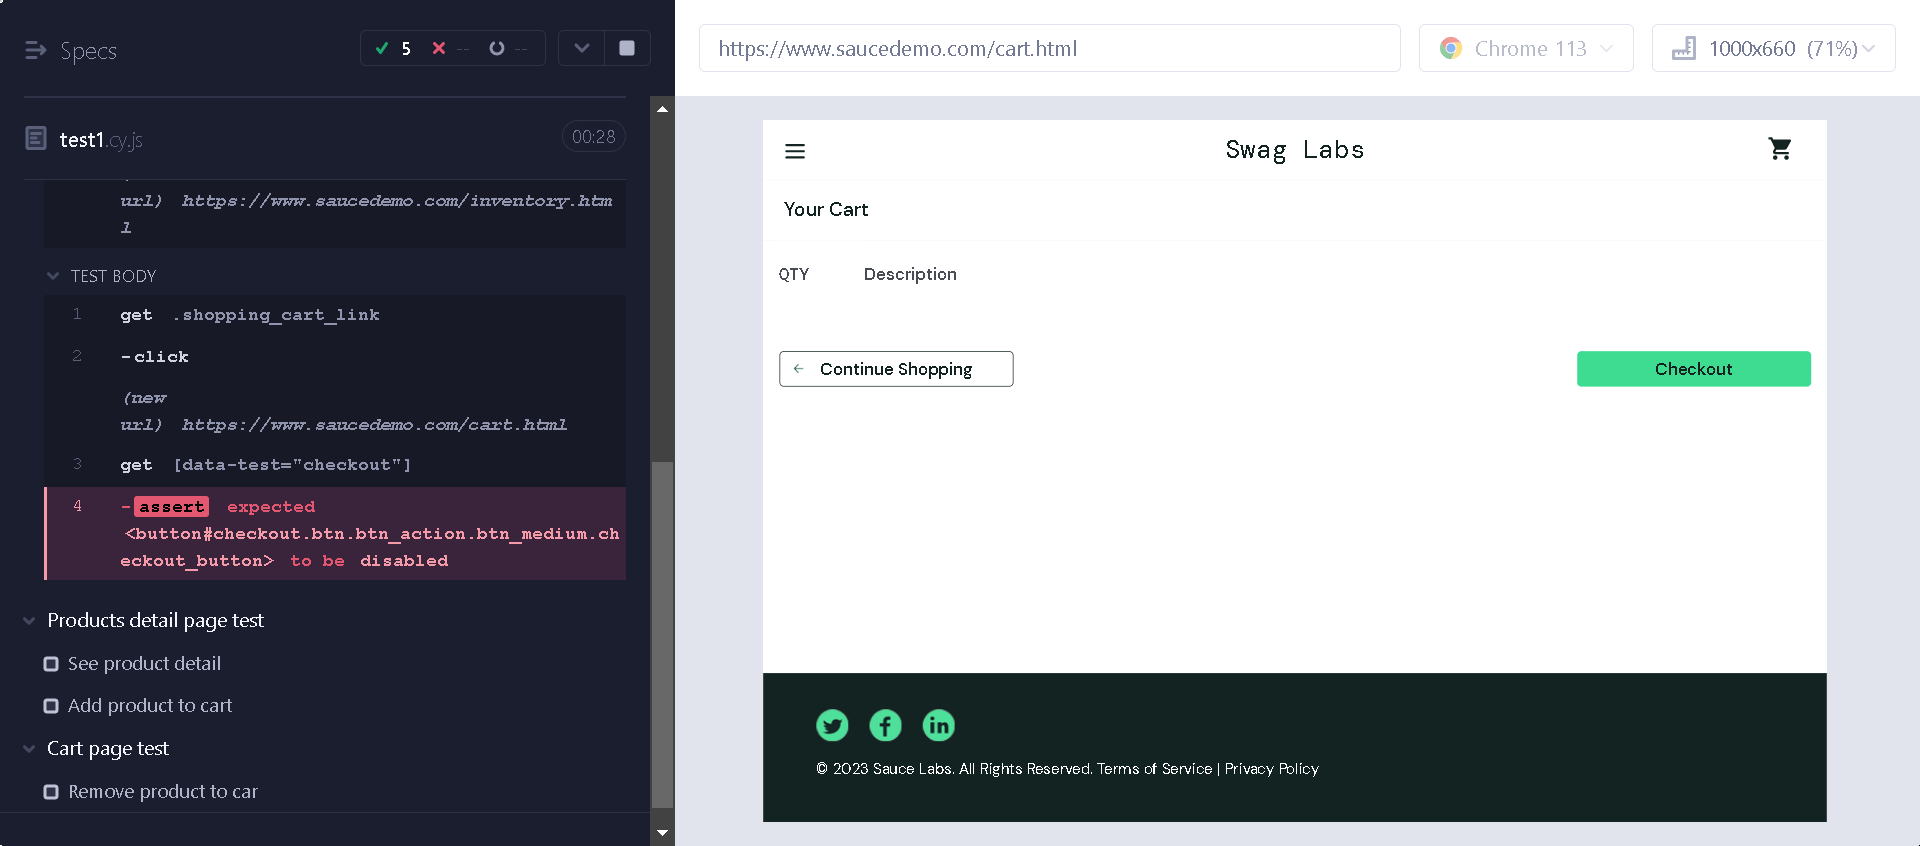 Specs
5
--
--
test1.cy.js
00:28
url) https://www.saucedemo.com/inventory.htm
l
TEST BODY
1 get .shopping_cart_link
2 -click
(new
url) https://www.saucedemo.com/cart.html
3 get [data-test="checkout"]
4 -assert expected
<button#checkout.btn.btn_action.btn_medium.ch
eckout_button> to be disabled
Products detail page test
See product detail
Add product to cart
Cart page test
Remove product to car
https://www.saucedemo.com/cart.html
Chrome 113
1000x660 (71%)
Swag Labs
Your Cart
QTY Description
Continue Shopping
Checkout
© 2023 Sauce Labs. All Rights Reserved. Terms of Service | Privacy Policy